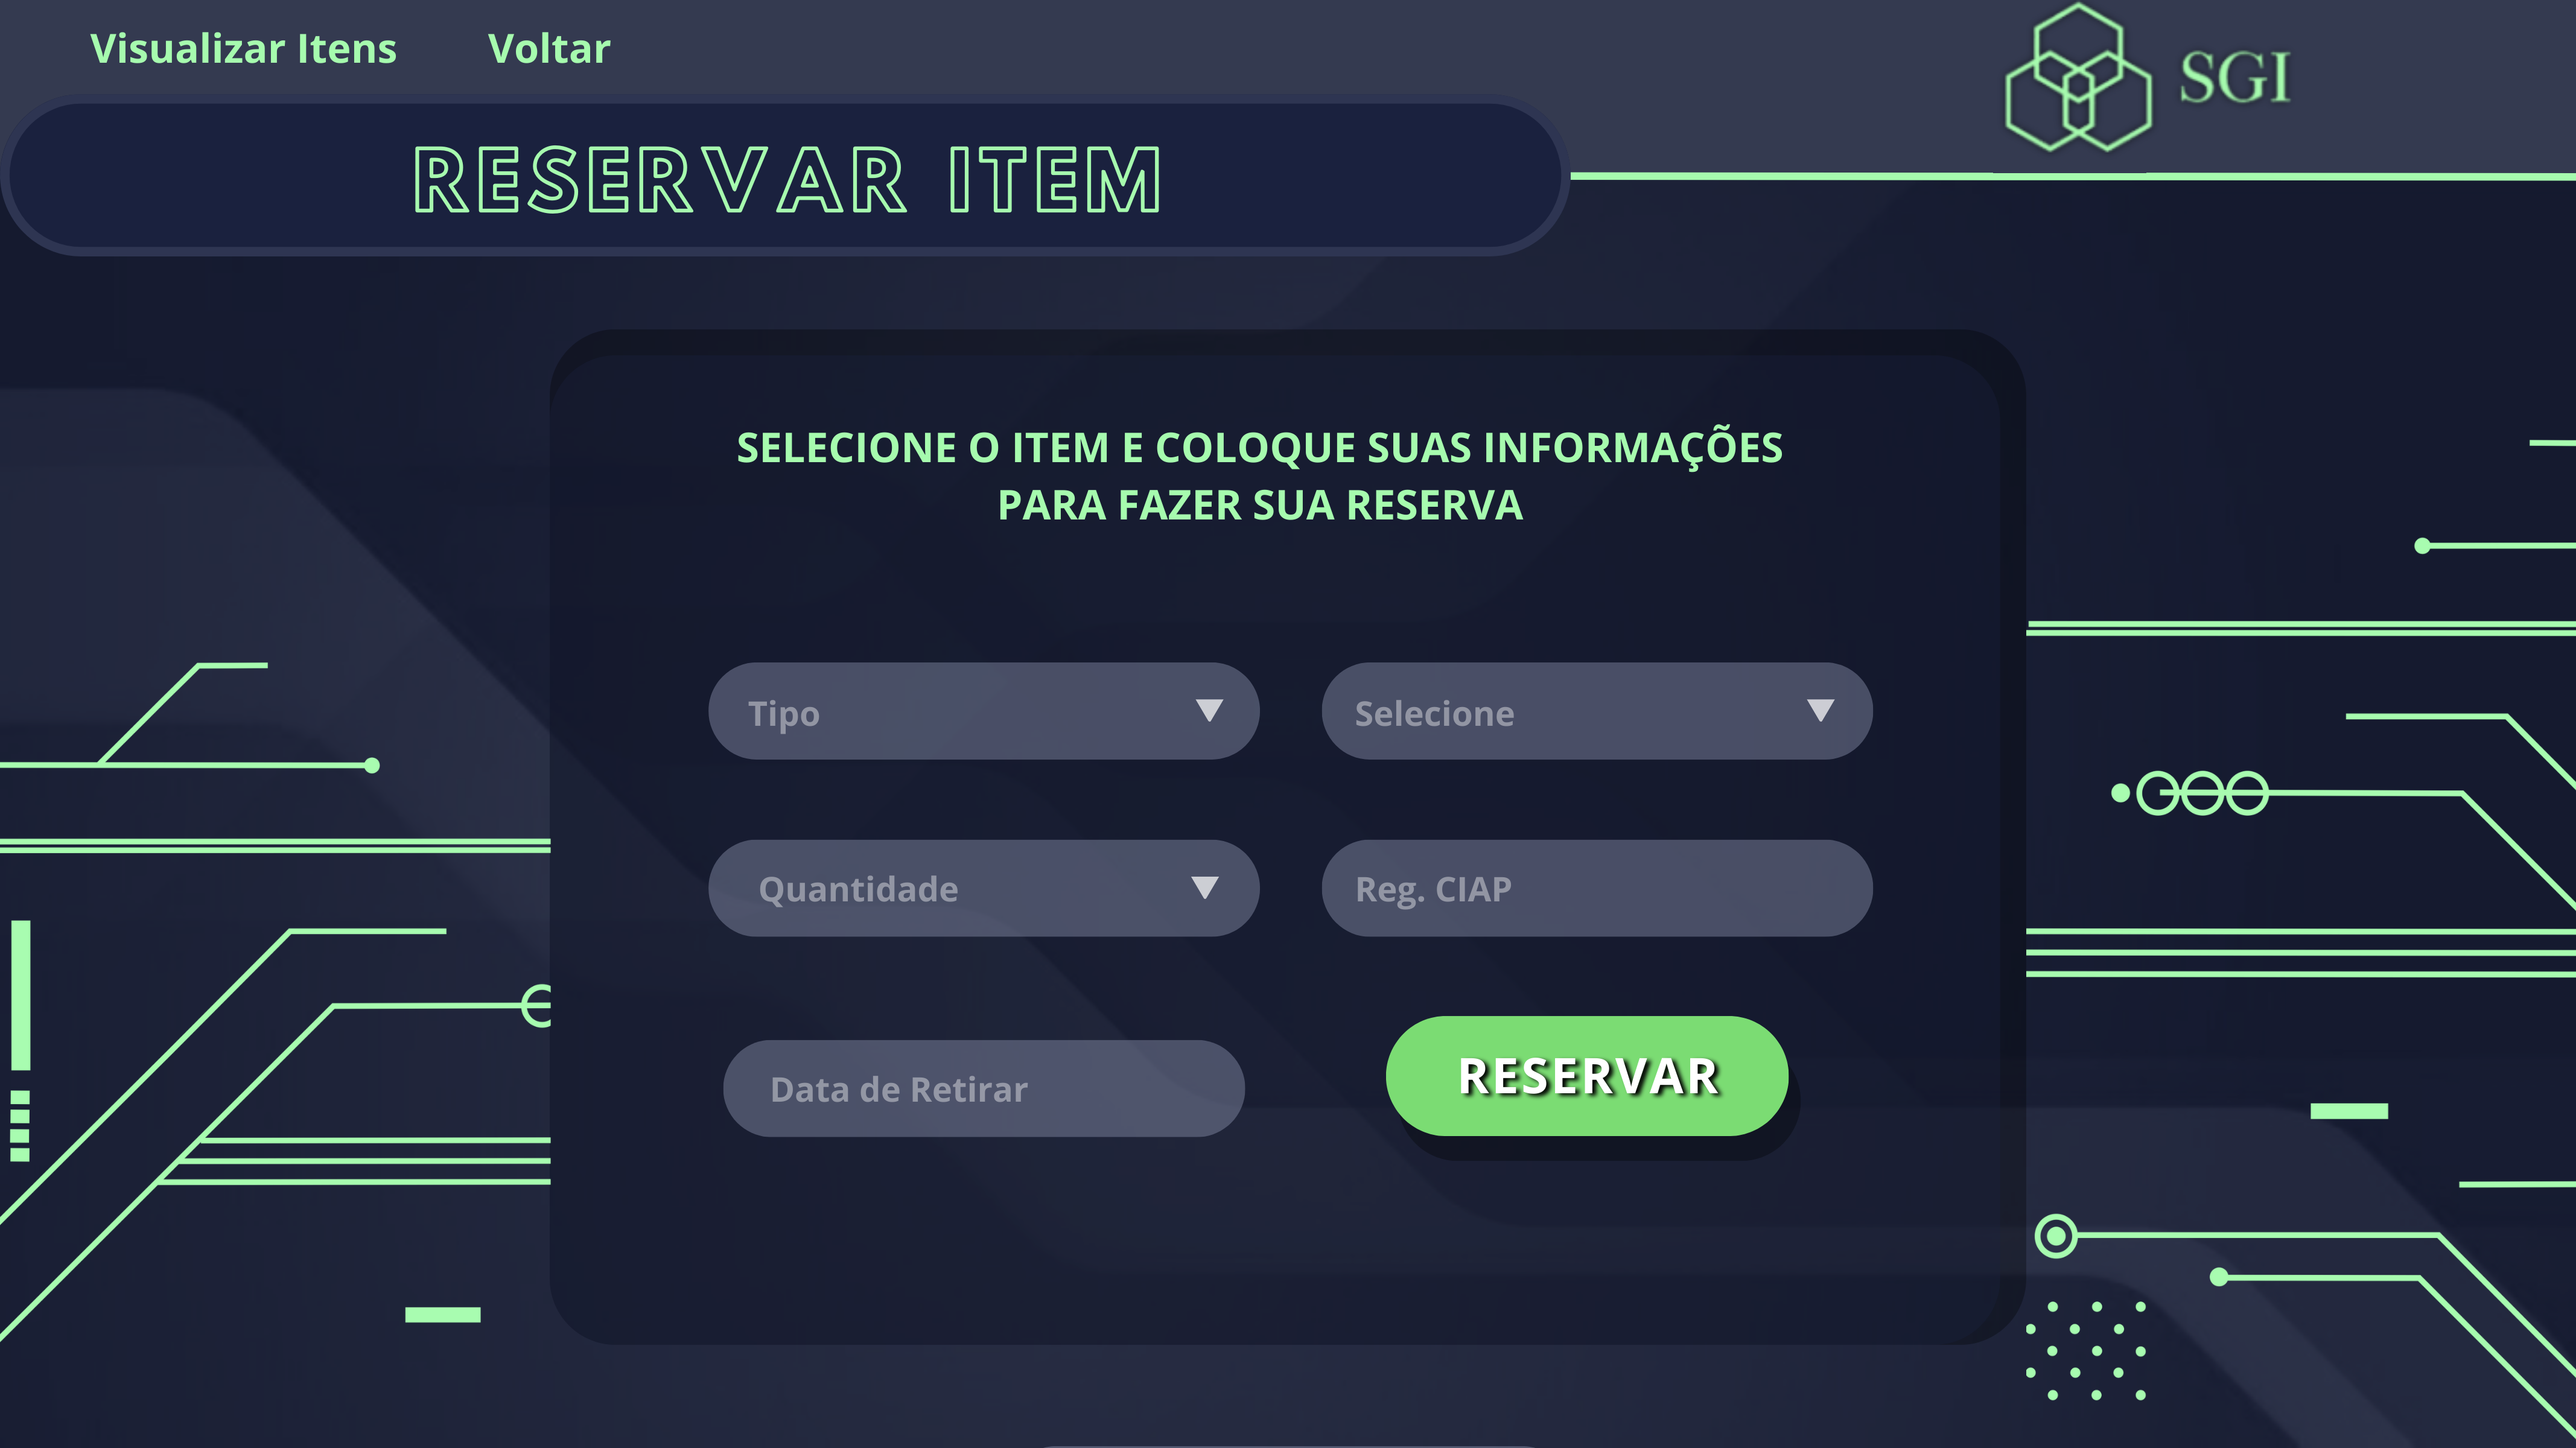 Visualizar Itens
Voltar
SGI
RESERVAR ITEM
SELECIONE O ITEM E COLOQUE SUAS INFORMAÇÕES
PARA FAZER SUA RESERVA
Tipo
Selecione
Quantidade
Reg. CIAP
Data de Retirar
RESERVAR